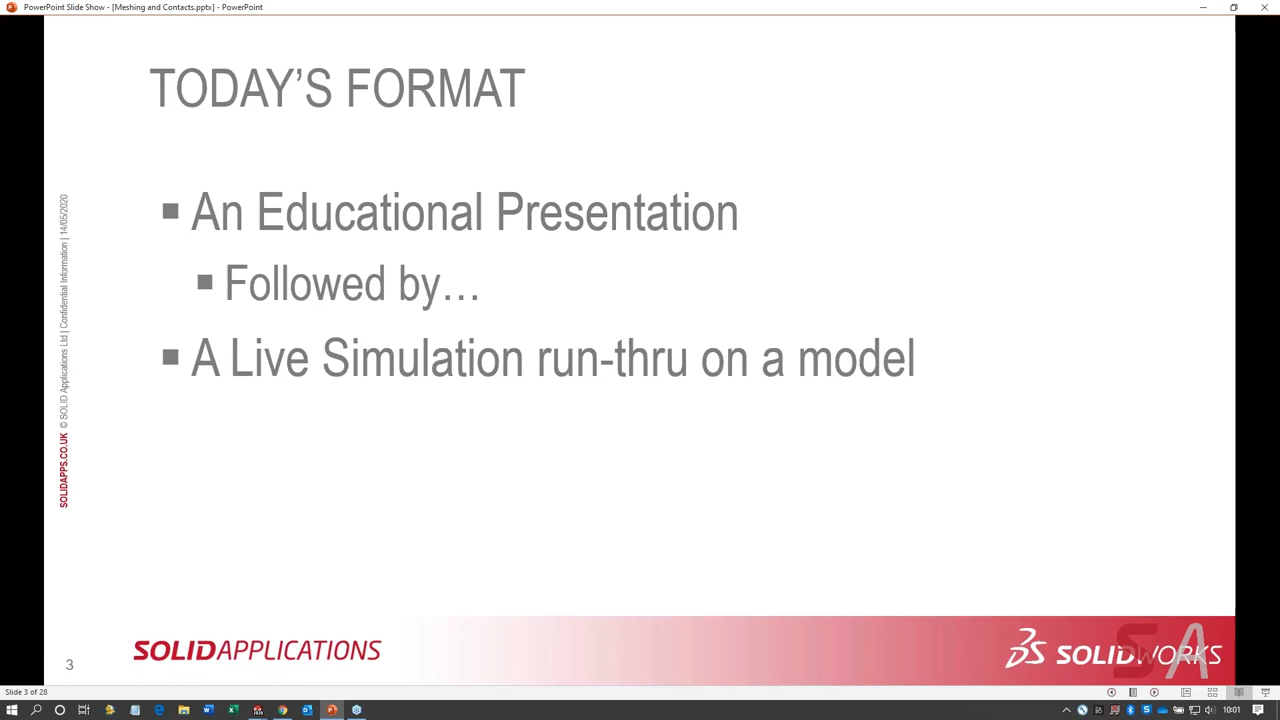 PowerPoint Slide Show - [Meshing and Contacts.pptx] - PowerPoint
TODAY’S FORMAT
An Educational Presentation
Followed by…
A Live Simulation run-thru on a model
SOLIDAPPS.CO.UK © SOLID Applications Ltd | Confidential Information | 14/05/2020
3
SOLIDAPPLICATIONS
SOLIDWORKS
SA
Slide 3 of 28
10:01